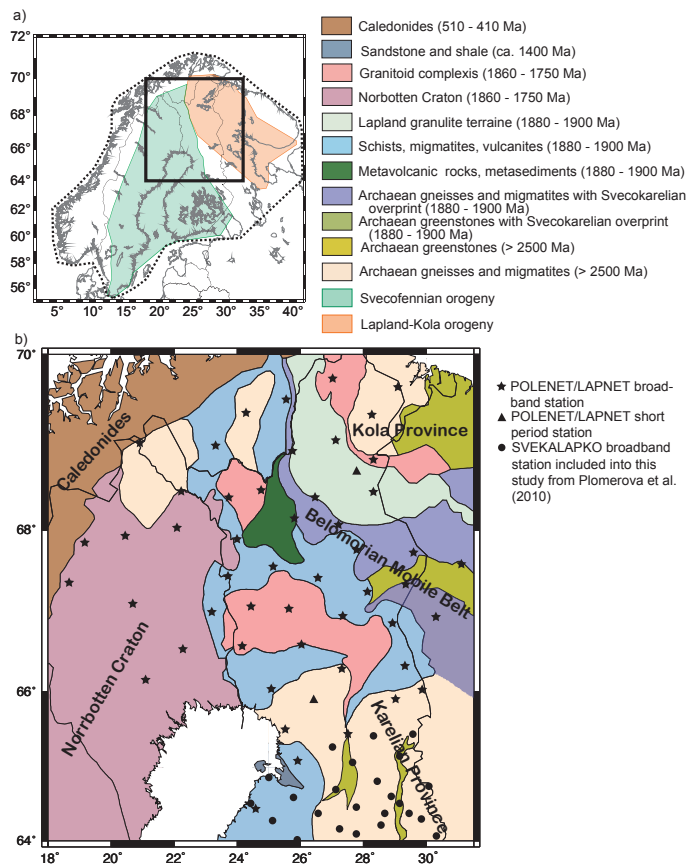 a)
72°
70°
68°
66°
64°
62°
60°
58°
56°
5° 10° 15° 20° 25° 30° 35° 40°
Caledonides (510 - 410 Ma)
Sandstone and shale (ca. 1400 Ma)
Granitoid complexis (1860 - 1750 Ma)
Norbotten Craton (1860 - 1750 Ma)
Lapland granulite terraine (1880 - 1900 Ma)
Schists, migmatites, vulcanites (1880 - 1900 Ma)
Metavolcanic rocks, metasediments (1880 - 1900 Ma)
Archaean gneisses and migmatites with Svecokarelian
overprint (1880 - 1900 Ma)
Archaean greenstones with Svecokarelian overprint
(1880 - 1900 Ma)
Archaean greenstones (> 2500 Ma)
Archaean gneisses and migmatites (> 2500 Ma)
Svecofennian orogeny
Lapland-Kola orogeny
b)
70°
68°
66°
64°
18° 20° 22° 24° 26° 28° 30°
Caledonides
Kola Province
Belomorian Mobile Belt
Norrbotten Craton
Karelian Province
POLENET/LAPNET broad-
band station
POLENET/LAPNET short
period station
SVEKALAPKO broadband
station included into this
study from Plomerova et al.
(2010)